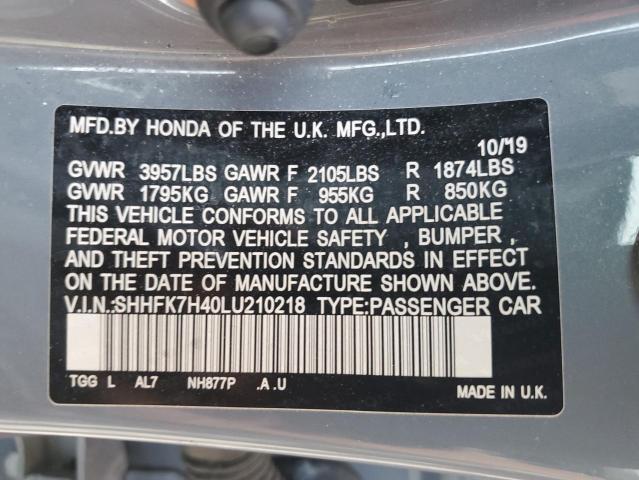 MFD.BY HONDA OF THE U.K. MFG.,LTD.
10/19
GVWR 3957LBS GAWR F 2105LBS R 1874LBS
GVWR 1795KG GAWR F 955KG R 850KG
THIS VEHICLE CONFORMS TO ALL APPLICABLE
FEDERAL MOTOR VEHICLE SAFETY , BUMPER ,
AND THEFT PREVENTION STANDARDS IN EFFECT
ON THE DATE OF MANUFACTURE SHOWN ABOVE.
V.I.N.:SHHFK7H40LU210218 TYPE:PASSENGER CAR
TGG L AL7 NH877P .A .U
MADE IN U.K.